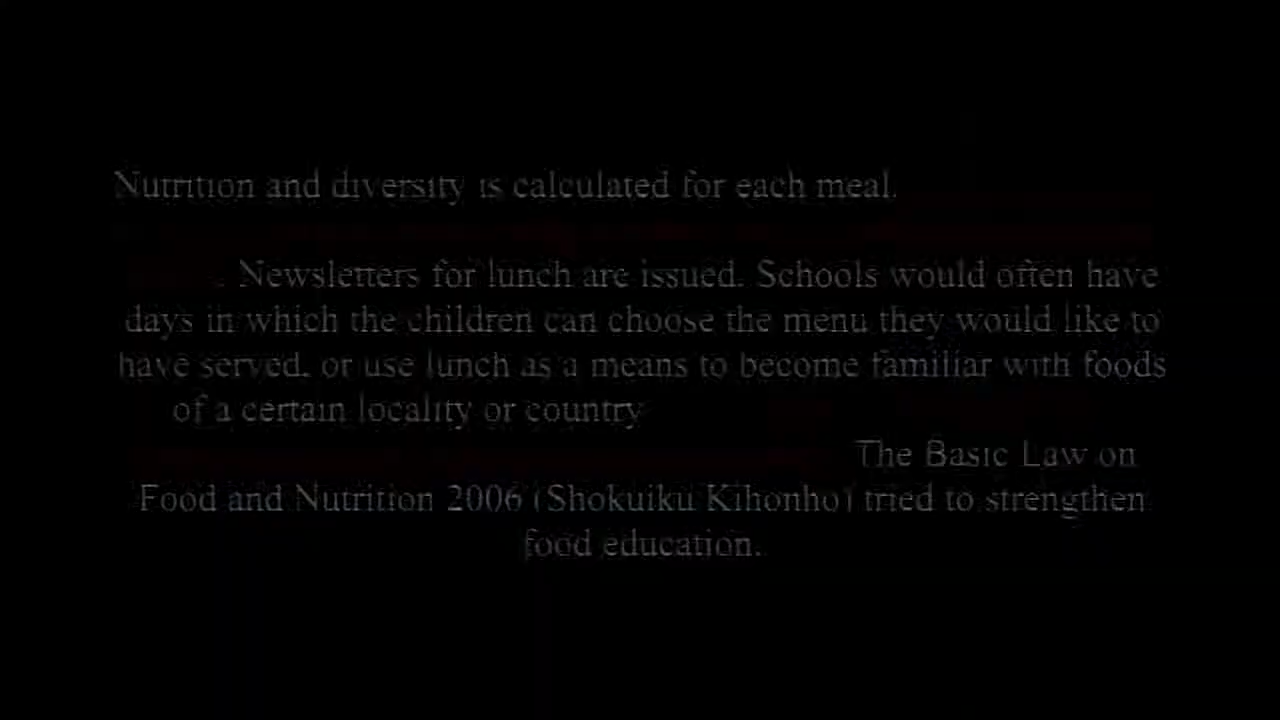 Nutrition and diversity is calculated for each meal.
. Newsletters for lunch are issued. Schools would often have
days in which the children can choose the menu they would like to
have served, or use lunch as a means to become familiar with foods
of a certain locality or country
The Basic Law on
Food and Nutrition 2006 (Shokuiku Kihonho) tried to strengthen
food education.